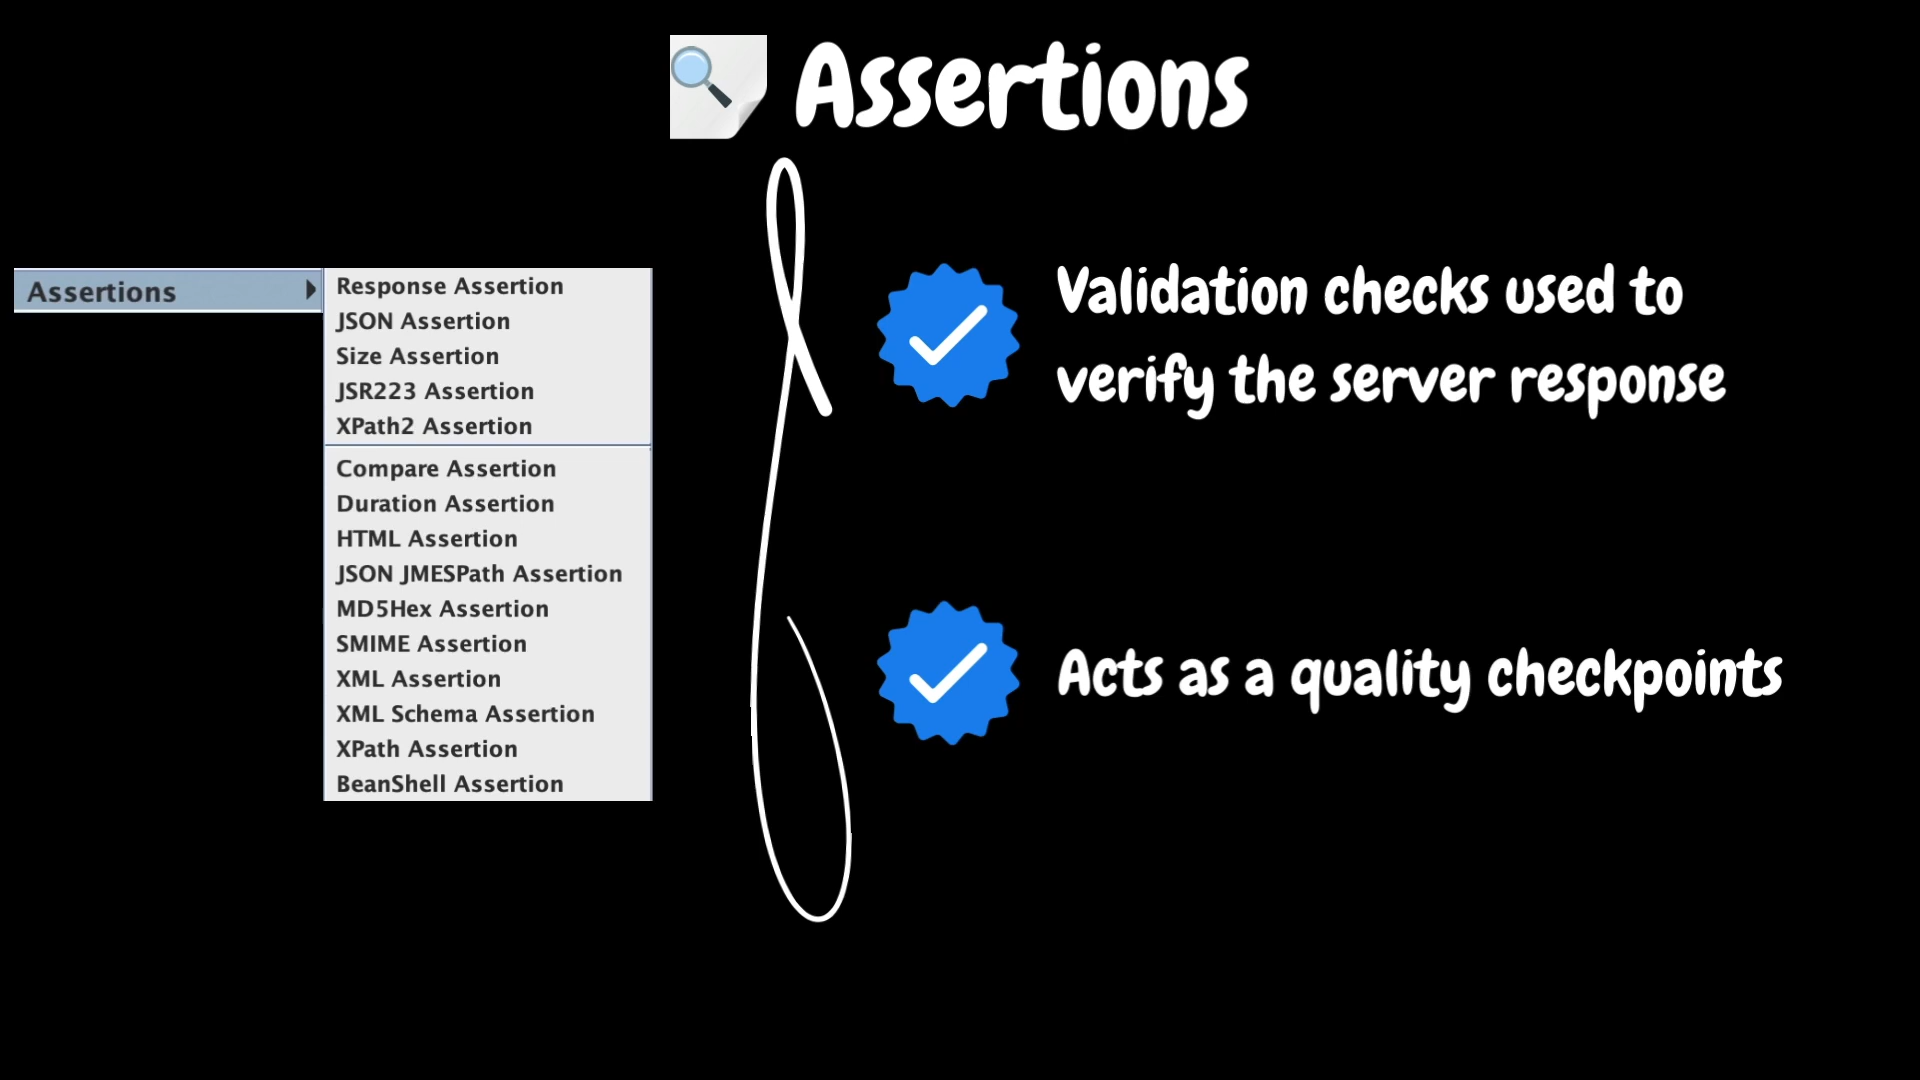 Assertions
Assertions
Response Assertion
JSON Assertion
Size Assertion
JSR223 Assertion
XPath2 Assertion
Compare Assertion
Duration Assertion
HTML Assertion
JSON JMESPath Assertion
MD5Hex Assertion
SMIME Assertion
XML Assertion
XML Schema Assertion
XPath Assertion
BeanShell Assertion
Validation checks used to
verify the server response
Acts as a quality checkpoints